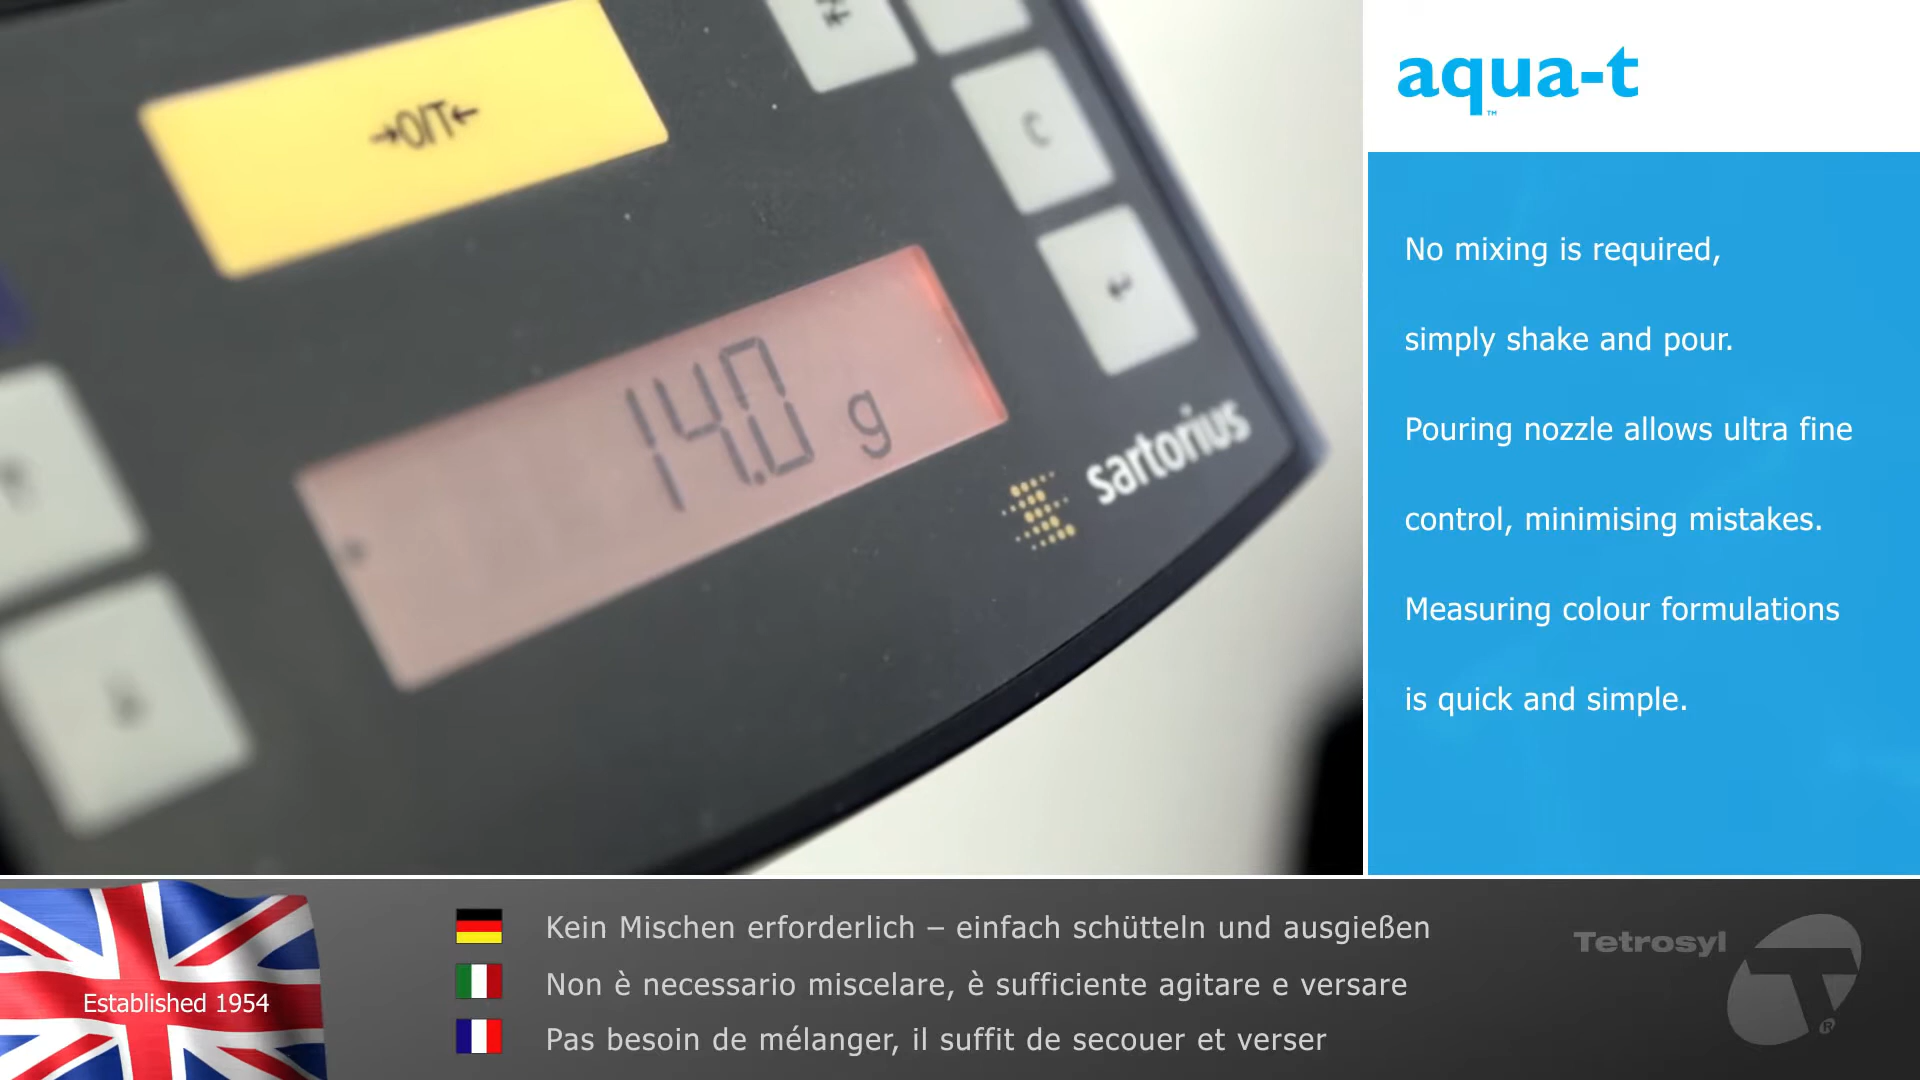 →0/T←
C
14.0 g
sartorius
aqua-t
™
No mixing is required,
simply shake and pour.
Pouring nozzle allows ultra fine
control, minimising mistakes.
Measuring colour formulations
is quick and simple.
Established 1954
Kein Mischen erforderlich – einfach schütteln und ausgießen
Non è necessario miscelare, è sufficiente agitare e versare
Pas besoin de mélanger, il suffit de secouer et verser
Tetrosyl
T
®